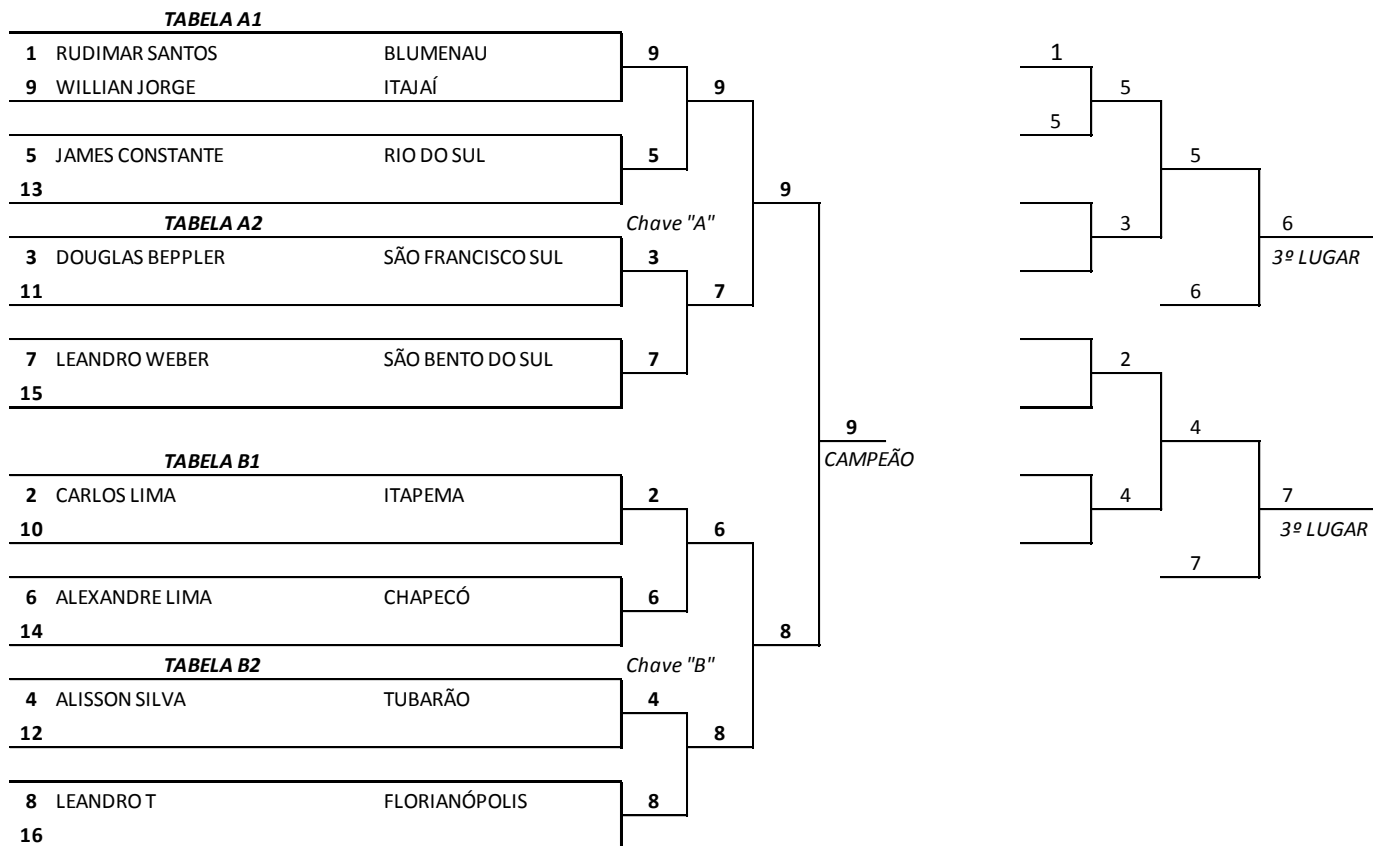 TABELA A1
1 RUDIMAR SANTOS BLUMENAU 9 1
9 WILLIAN JORGE ITAJAÍ 9 5
5
5 JAMES CONSTANTE RIO DO SUL 5 5
13 9
TABELA A2 Chave "A" 3 6
3 DOUGLAS BEPPLER SÃO FRANCISCO SUL 3 3º LUGAR
11 7 6
7 LEANDRO WEBER SÃO BENTO DO SUL 7 2
15
9 4
TABELA B1 CAMPEÃO
2 CARLOS LIMA ITAPEMA 2 4 7
10 6 3º LUGAR
7
6 ALEXANDRE LIMA CHAPECÓ 6
14 8
TABELA B2 Chave "B"
4 ALISSON SILVA TUBARÃO 4
12 8
8 LEANDRO T FLORIANÓPOLIS 8
16